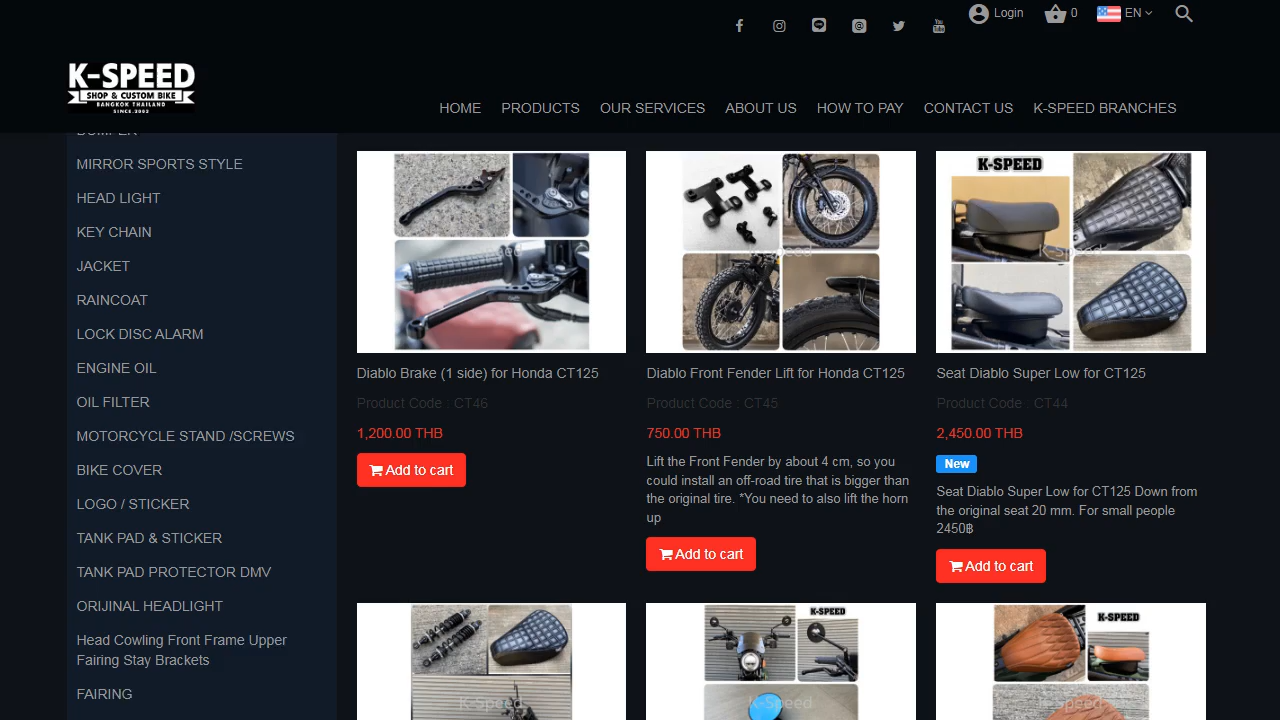 Login
0
EN
K-SPEED
SHOP & CUSTOM BIKE
BANGKOK THAILAND
SINCE.2002
HOME
PRODUCTS
OUR SERVICES
ABOUT US
HOW TO PAY
CONTACT US
K-SPEED BRANCHES
BUMPER
MIRROR SPORTS STYLE
HEAD LIGHT
KEY CHAIN
JACKET
RAINCOAT
LOCK DISC ALARM
ENGINE OIL
OIL FILTER
MOTORCYCLE STAND /SCREWS
BIKE COVER
LOGO / STICKER
TANK PAD & STICKER
TANK PAD PROTECTOR DMV
ORIJINAL HEADLIGHT
Head Cowling Front Frame Upper
Fairing Stay Brackets
FAIRING
K-Speed
Diablo Brake (1 side) for Honda CT125
Product Code : CT46
1,200.00 THB
Add to cart
K-Speed
Diablo Front Fender Lift for Honda CT125
Product Code : CT45
750.00 THB
Lift the Front Fender by about 4 cm, so you
could install an off-road tire that is bigger than
the original tire. *You need to also lift the horn
up
Add to cart
K-SPEED
K-Speed
Seat Diablo Super Low for CT125
Product Code : CT44
2,450.00 THB
New
Seat Diablo Super Low for CT125 Down from
the original seat 20 mm. For small people
2450฿
Add to cart
K-Speed
K-SPEED
K-Speed
K-SPEED
K-Speed